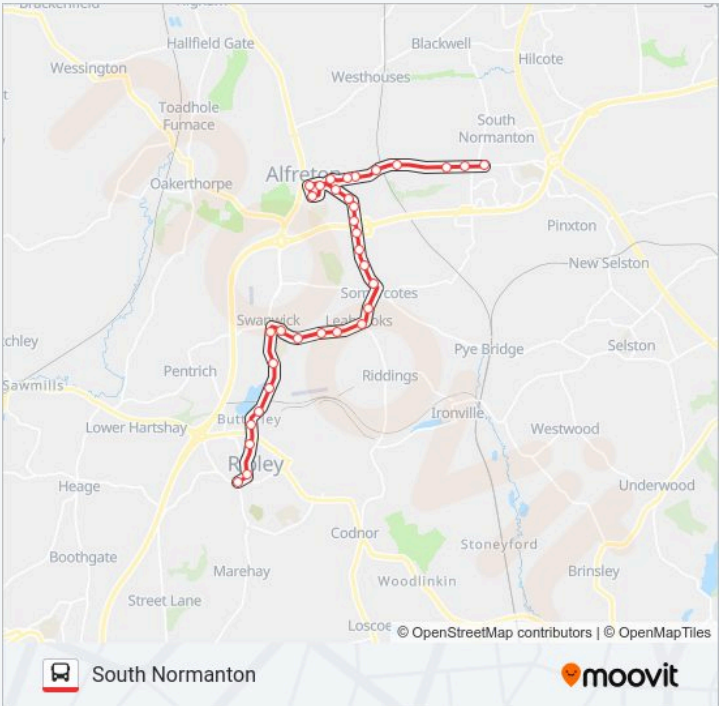 Hallfield Gate
Blackwell
Hilcote
Wessington
Westhouses
Toadhole
Furnace
South
Normanton
Alfreton
Oakerthorpe
Pinxton
New Selston
Somercotes
Swanwick
Leabrooks
Pye Bridge
Selston
Pentrich
Riddings
Sawmills
Ironville
Butterley
Lower Hartshay
Westwood
Ripley
Heage
Underwood
Codnor
Stoneyford
Boothgate
Marehay
Brinsley
Woodlinkin
Street Lane
Loscoe
© OpenStreetMap contributors | © OpenMapTiles
South Normanton
moovit